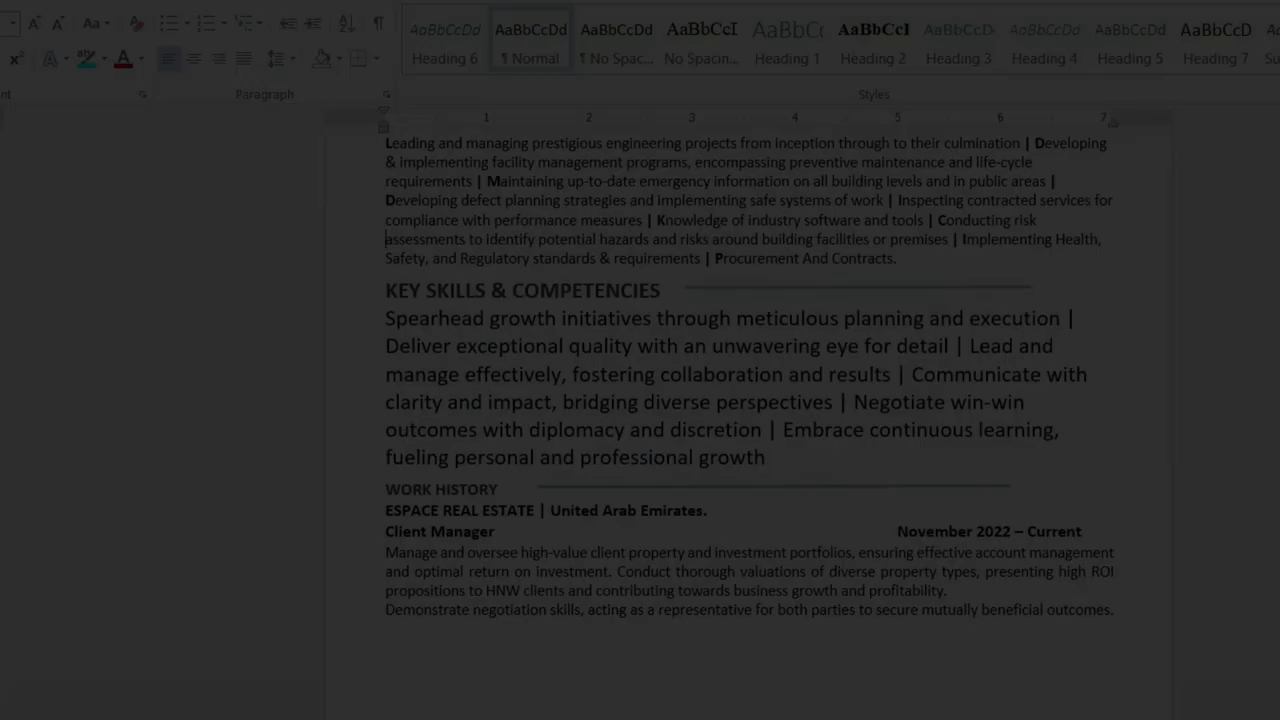 Aa
AaBbCcDd AaBbCcDd AaBbCcDd AaBbCcI AaBbCc AaBbCcI AaBbCcD AaBbCcDd AaBbCcDd AaBbCcD
x² A A
Heading 6 ¶ Normal ¶ No Spac... No Spacin... Heading 1 Heading 2 Heading 3 Heading 4 Heading 5 Heading 7
nt Paragraph Styles
1 2 3 4 5 6 7
Leading and managing prestigious engineering projects from inception through to their culmination | Developing
& implementing facility management programs, encompassing preventive maintenance and life-cycle
requirements | Maintaining up-to-date emergency information on all building levels and in public areas |
Developing defect planning strategies and implementing safe systems of work | Inspecting contracted services for
compliance with performance measures | Knowledge of industry software and tools | Conducting risk
assessments to identify potential hazards and risks around building facilities or premises | Implementing Health,
Safety, and Regulatory standards & requirements | Procurement And Contracts.
KEY SKILLS & COMPETENCIES
Spearhead growth initiatives through meticulous planning and execution |
Deliver exceptional quality with an unwavering eye for detail | Lead and
manage effectively, fostering collaboration and results | Communicate with
clarity and impact, bridging diverse perspectives | Negotiate win-win
outcomes with diplomacy and discretion | Embrace continuous learning,
fueling personal and professional growth
WORK HISTORY
ESPACE REAL ESTATE | United Arab Emirates.
Client Manager November 2022 – Current
Manage and oversee high-value client property and investment portfolios, ensuring effective account management
and optimal return on investment. Conduct thorough valuations of diverse property types, presenting high ROI
propositions to HNW clients and contributing towards business growth and profitability.
Demonstrate negotiation skills, acting as a representative for both parties to secure mutually beneficial outcomes.